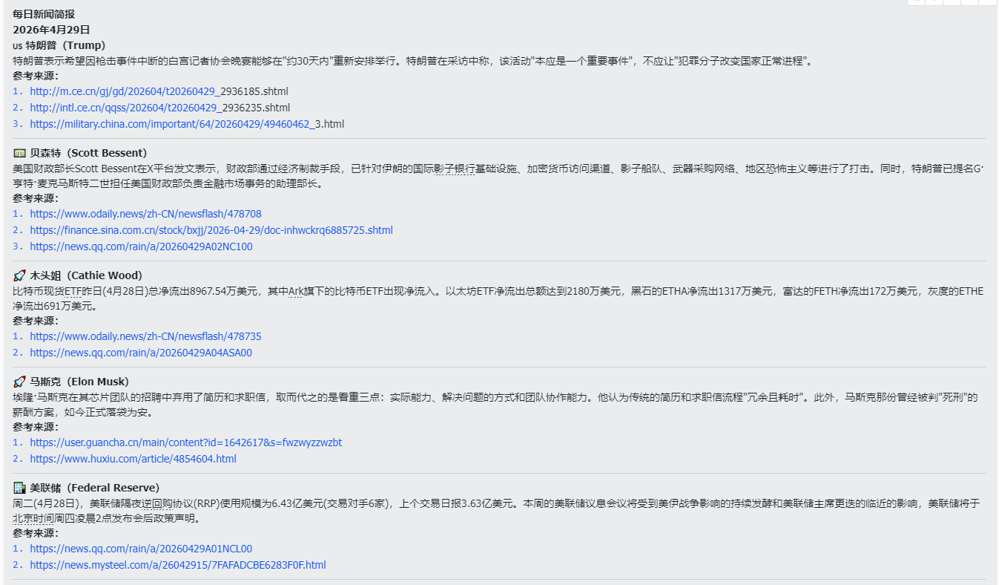 每日新闻简报
2026年4月29日
US 特朗普（Trump）
特朗普表示希望因枪击事件中断的白宫记者协会晚宴能够在"约30天内"重新安排举行。特朗普在采访中称，该活动"本应是一个重要事件"，不应让"犯罪分子改变国家正常进程"。
参考来源：
1. http://m.ce.cn/gj/gd/202604/t20260429_2936185.shtml
2. http://intl.ce.cn/qqss/202604/t20260429_2936235.shtml
3. https://military.china.com/important/64/20260429/49460462_3.html
贝森特（Scott Bessent）
美国财政部长Scott Bessent在X平台发文表示，财政部通过经济制裁手段，已针对伊朗的国际影子银行基础设施、加密货币访问渠道、影子船队、武器采购网络、地区恐怖主义等进行了打击。同时，特朗普已提名G·
亨特·麦克马斯特二世担任美国财政部负责金融市场事务的助理部长。
参考来源：
1. https://www.odaily.news/zh-CN/newsflash/478708
2. https://finance.sina.com.cn/stock/bxjj/2026-04-29/doc-inhwckrq6885725.shtml
3. https://news.qq.com/rain/a/20260429A02NC100
木头姐（Cathie Wood）
比特币现货ETF昨日(4月28日)总净流出8967.54万美元，其中Ark旗下的比特币ETF出现净流入。以太坊ETF净流出总额达到2180万美元，黑石的ETHA净流出1317万美元，富达的FETH净流出172万美元，灰度的ETHE
净流出691万美元。
参考来源：
1. https://www.odaily.news/zh-CN/newsflash/478735
2. https://news.qq.com/rain/a/20260429A04ASA00
马斯克（Elon Musk）
埃隆·马斯克在其芯片团队的招聘中弃用了简历和求职信，取而代之的是看重三点：实际能力、解决问题的方式和团队协作能力。他认为传统的简历和求职信流程"冗余且耗时"。此外，马斯克那份曾经被判"死刑"的
薪酬方案，如今正式落袋为安。
参考来源：
1. https://user.guancha.cn/main/content?id=1642617&s=fwzwyzzwzbt
2. https://www.huxiu.com/article/4854604.html
美联储（Federal Reserve）
周二(4月28日)，美联储隔夜逆回购协议(RRP)使用规模为6.43亿美元(交易对手6家)，上个交易日报3.63亿美元。本周的美联储议息会议将受到美伊战争影响的持续发酵和美联储主席更迭的临近的影响，美联储将于
北京时间周四凌晨2点发布会后政策声明。
参考来源：
1. https://news.qq.com/rain/a/20260429A01NCL00
2. https://news.mysteel.com/a/26042915/7FAFADCBE6283F0F.html